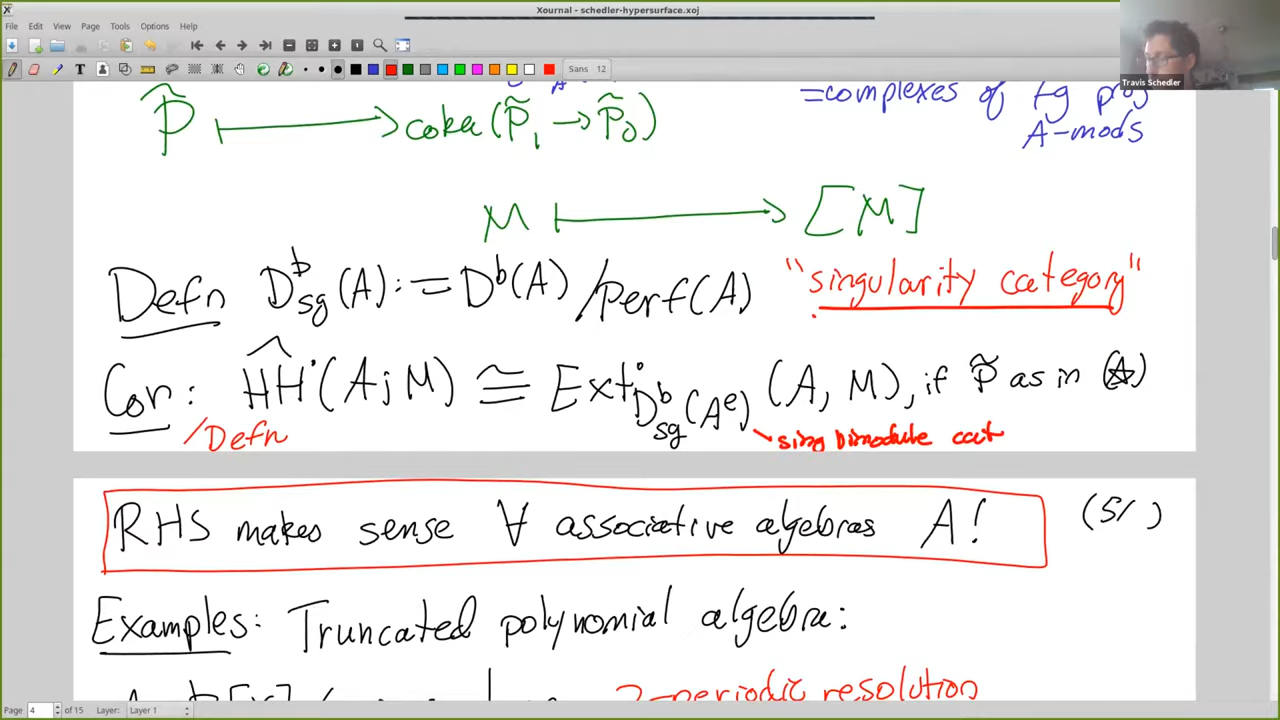 Xournal - schedler-hypersurface.xoj
File Edit View Page Tools Options Help
Sans 12
Travis Schedler
P̃ ⟼ coker(P̃₁ → P̃₀)
=complexes of fg proj
A-mods
M ⟼ [M]
Defn D^b_sg(A) := D^b(A)/perf(A) "singularity category"
Cor: ĤH˙(A; M) ≅ Ext˙_{D^b_sg(A^e)} (A, M), if P̃ as in (☆)
/Defn
sing bimodule cat
RHS makes sense ∀ associative algebras A! (5/ )
Examples: Truncated polynomial algebra:
2-periodic resolution
Page 4 of 15 Layer: Layer 1